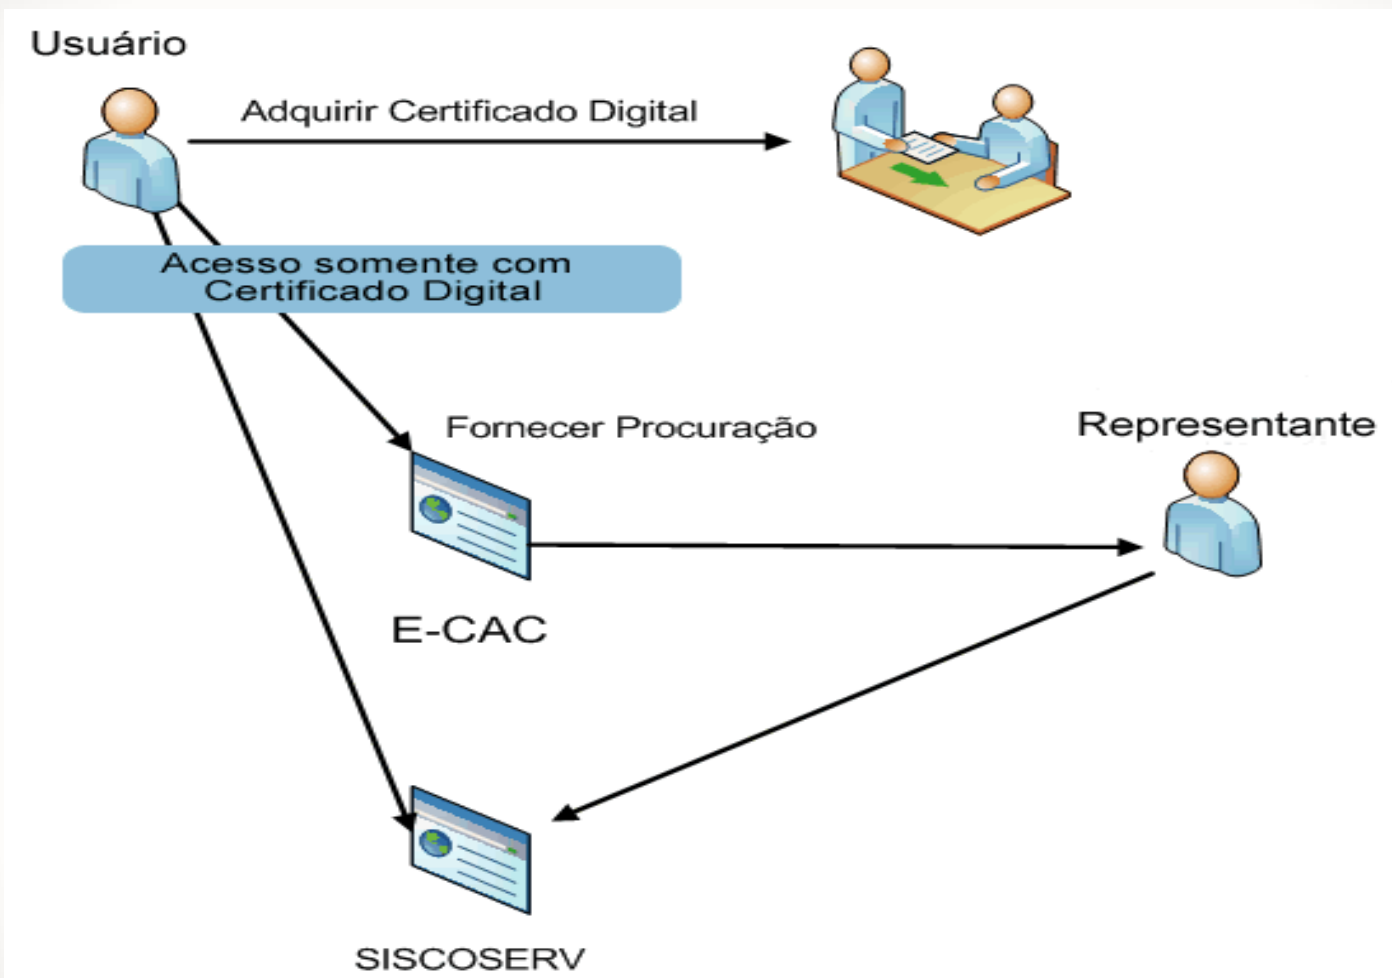 Usuário
Adquirir Certificado Digital
Acesso somente com
Certificado Digital
Fornecer Procuração
Representante
E-CAC
SISCOSERV